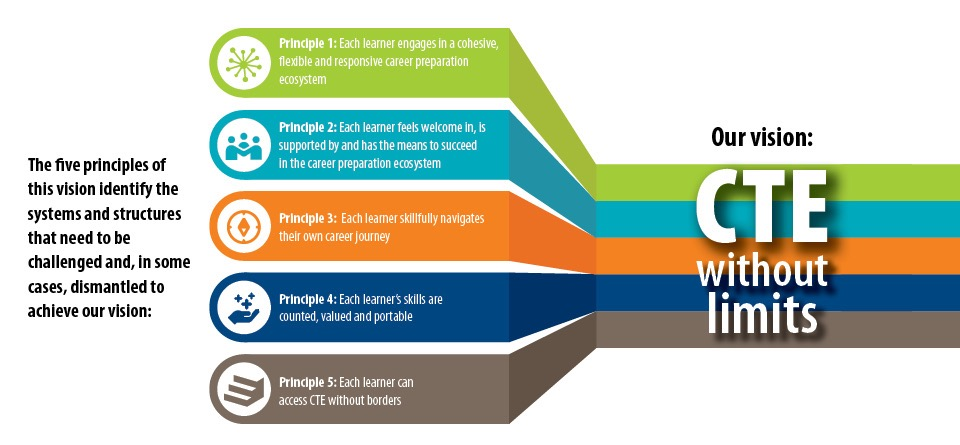 The five principles of
this vision identify the
systems and structures
that need to be
challenged and, in some
cases, dismantled to
achieve our vision:
Principle 1: Each learner engages in a cohesive,
flexible and responsive career preparation
ecosystem
Principle 2: Each learner feels welcome in, is
supported by and has the means to succeed
in the career preparation ecosystem
Principle 3: Each learner skillfully navigates
their own career journey
Principle 4: Each learner's skills are
counted, valued and portable
Principle 5: Each learner can
access CTE without borders
Our vision:
CTE
without
limits